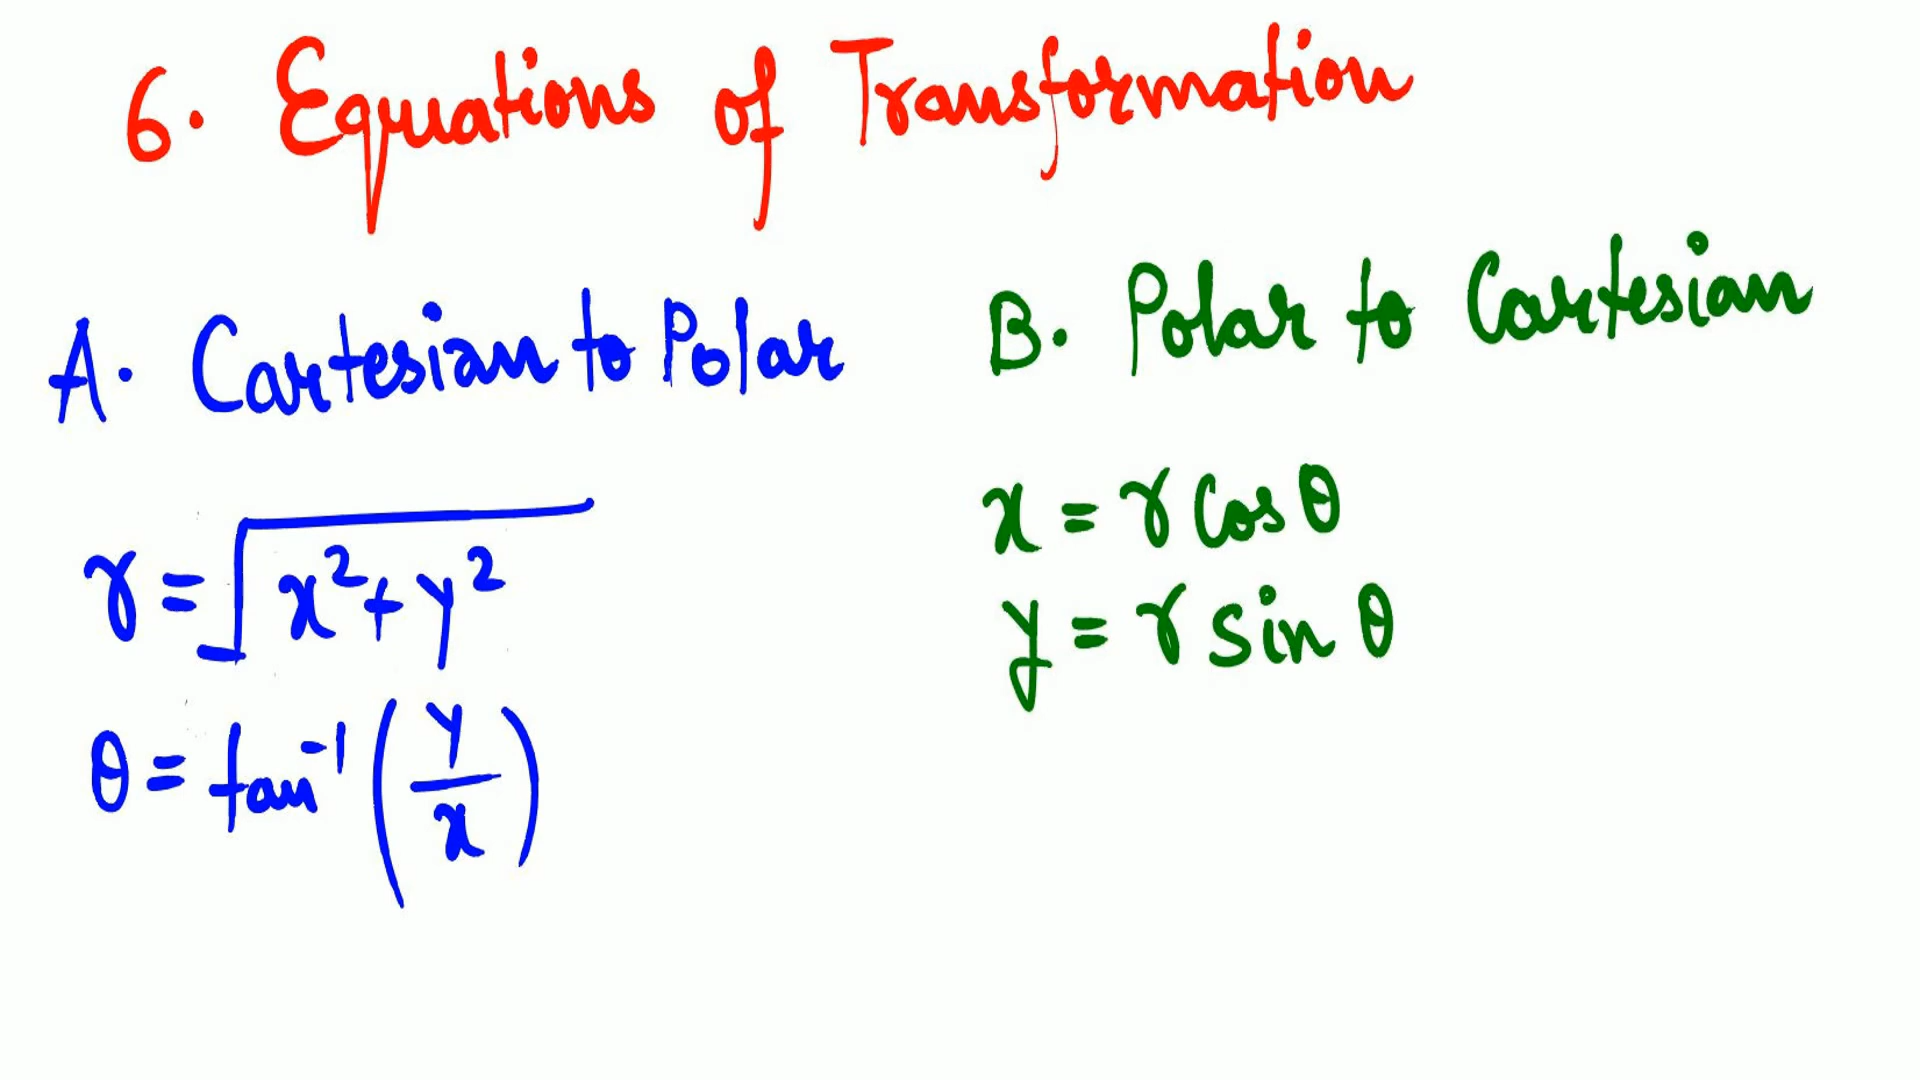 6. Equations of Transformation
A. Cartesian to Polar
r = √(x² + y²)
θ = tan⁻¹ (y/x)
B. Polar to Cartesian
x = r Cos θ
y = r sin θ